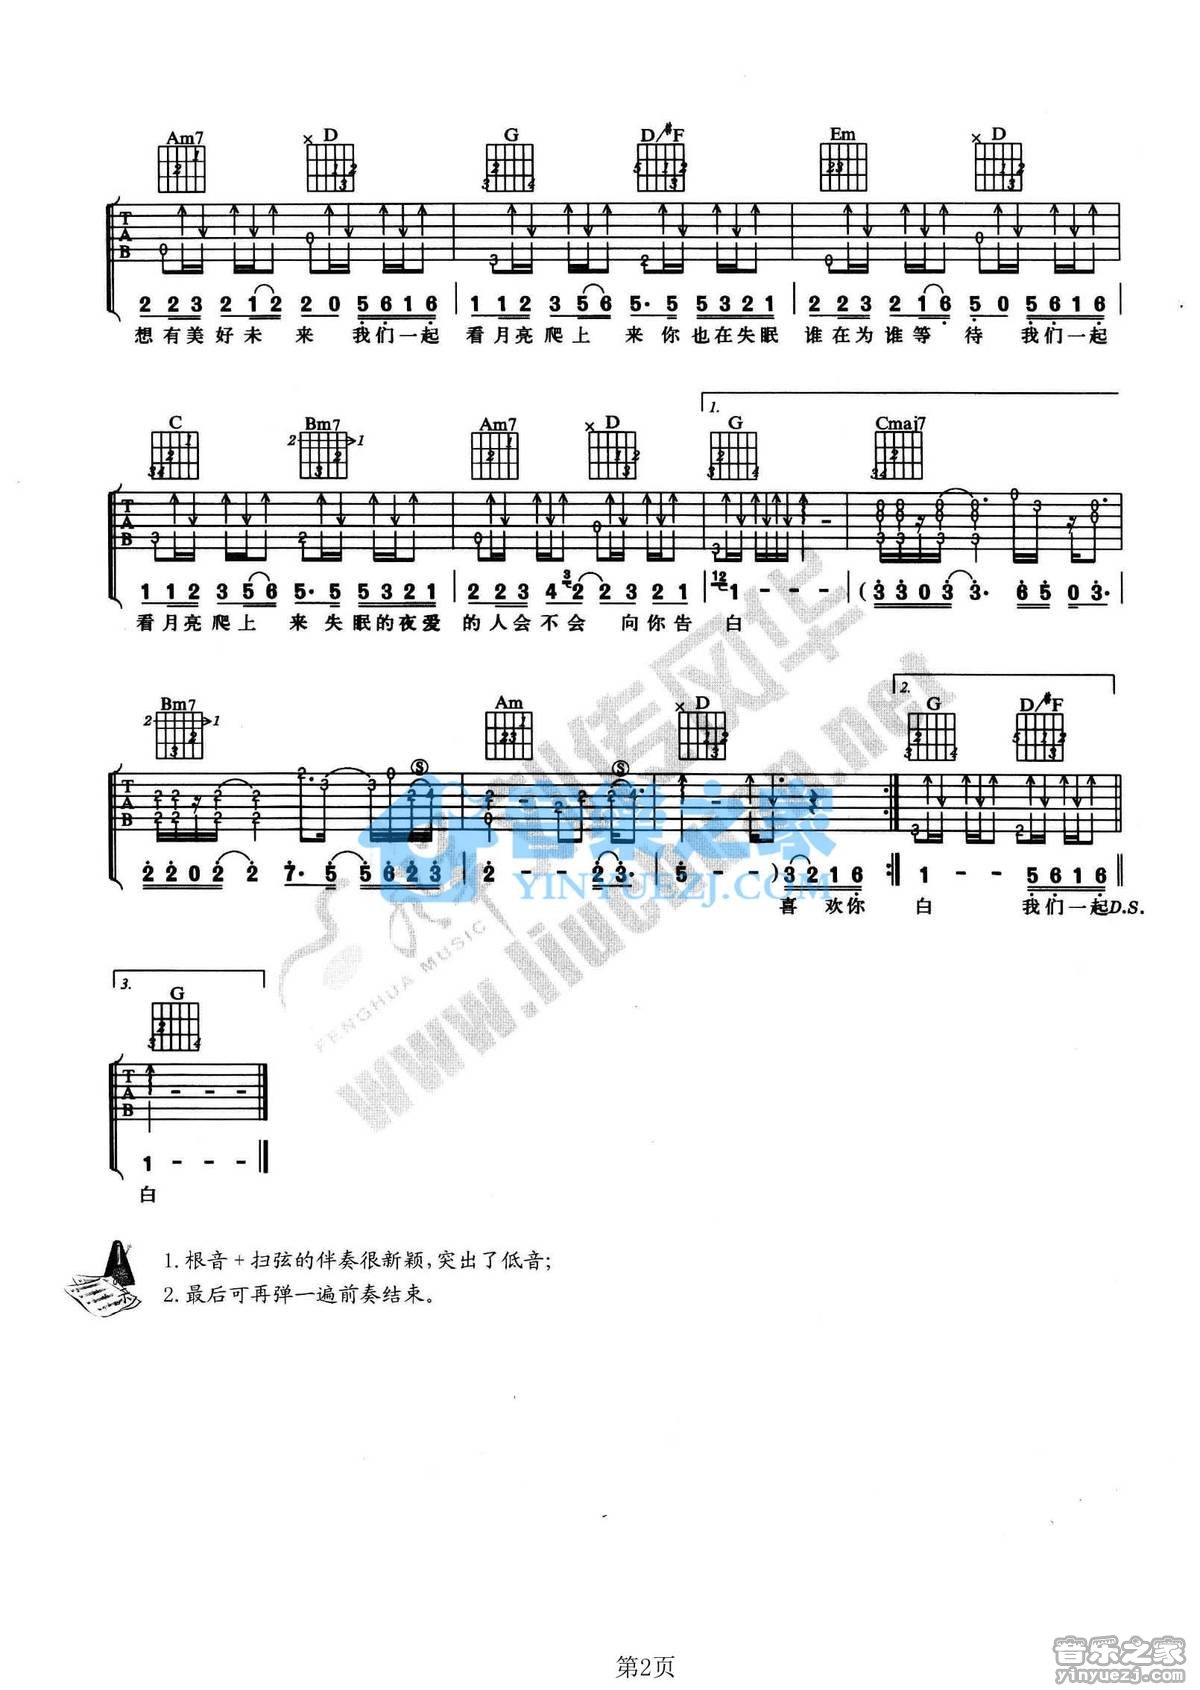 Am7 × D G D/#F Em × D
T
A
B
2 2 3 2 1 2 2 0 5 6 1 6 | 1 1 2 3 5 6 5· 5 5 3 2 1 | 2 2 3 2 1 6 5 0 5 6 1 6 |
想有美好未 来 我们一起 看月亮爬上 来 你也在失眠 谁在为谁等 待 我们一起
1.
C Bm7 Am7 × D G Cmaj7
T
A
B
1 1 2 3 5 6 5· 5 5 3 2 1 | 2 2 3 4 3 2 2 3 2 1 | 12 1 - - - | (3 3 0 3 3· 6 5 0 3· |
看月亮爬上 来 失眠的夜爱 的人会不会 向你告 白
2.
Bm7 Am × D G D/#F
T
A
B
2 2 0 2 2 7· 5 5 6 2 3 | 2 - - 2 3· | 5 - - ) 3 2 1 6 :| 1 - - 5 6 1 6 ||
喜 欢你 白 我们一起D.S.
3.
G
T
A
B
1 - - -
白
1. 根音 + 扫弦的伴奏很新颖,突出了低音;
2. 最后可再弹一遍前奏结束。
音乐之家
YINYUEZJ.COM
FENGHUA MUSIC
第2页
音乐之家
yinyuezj.com